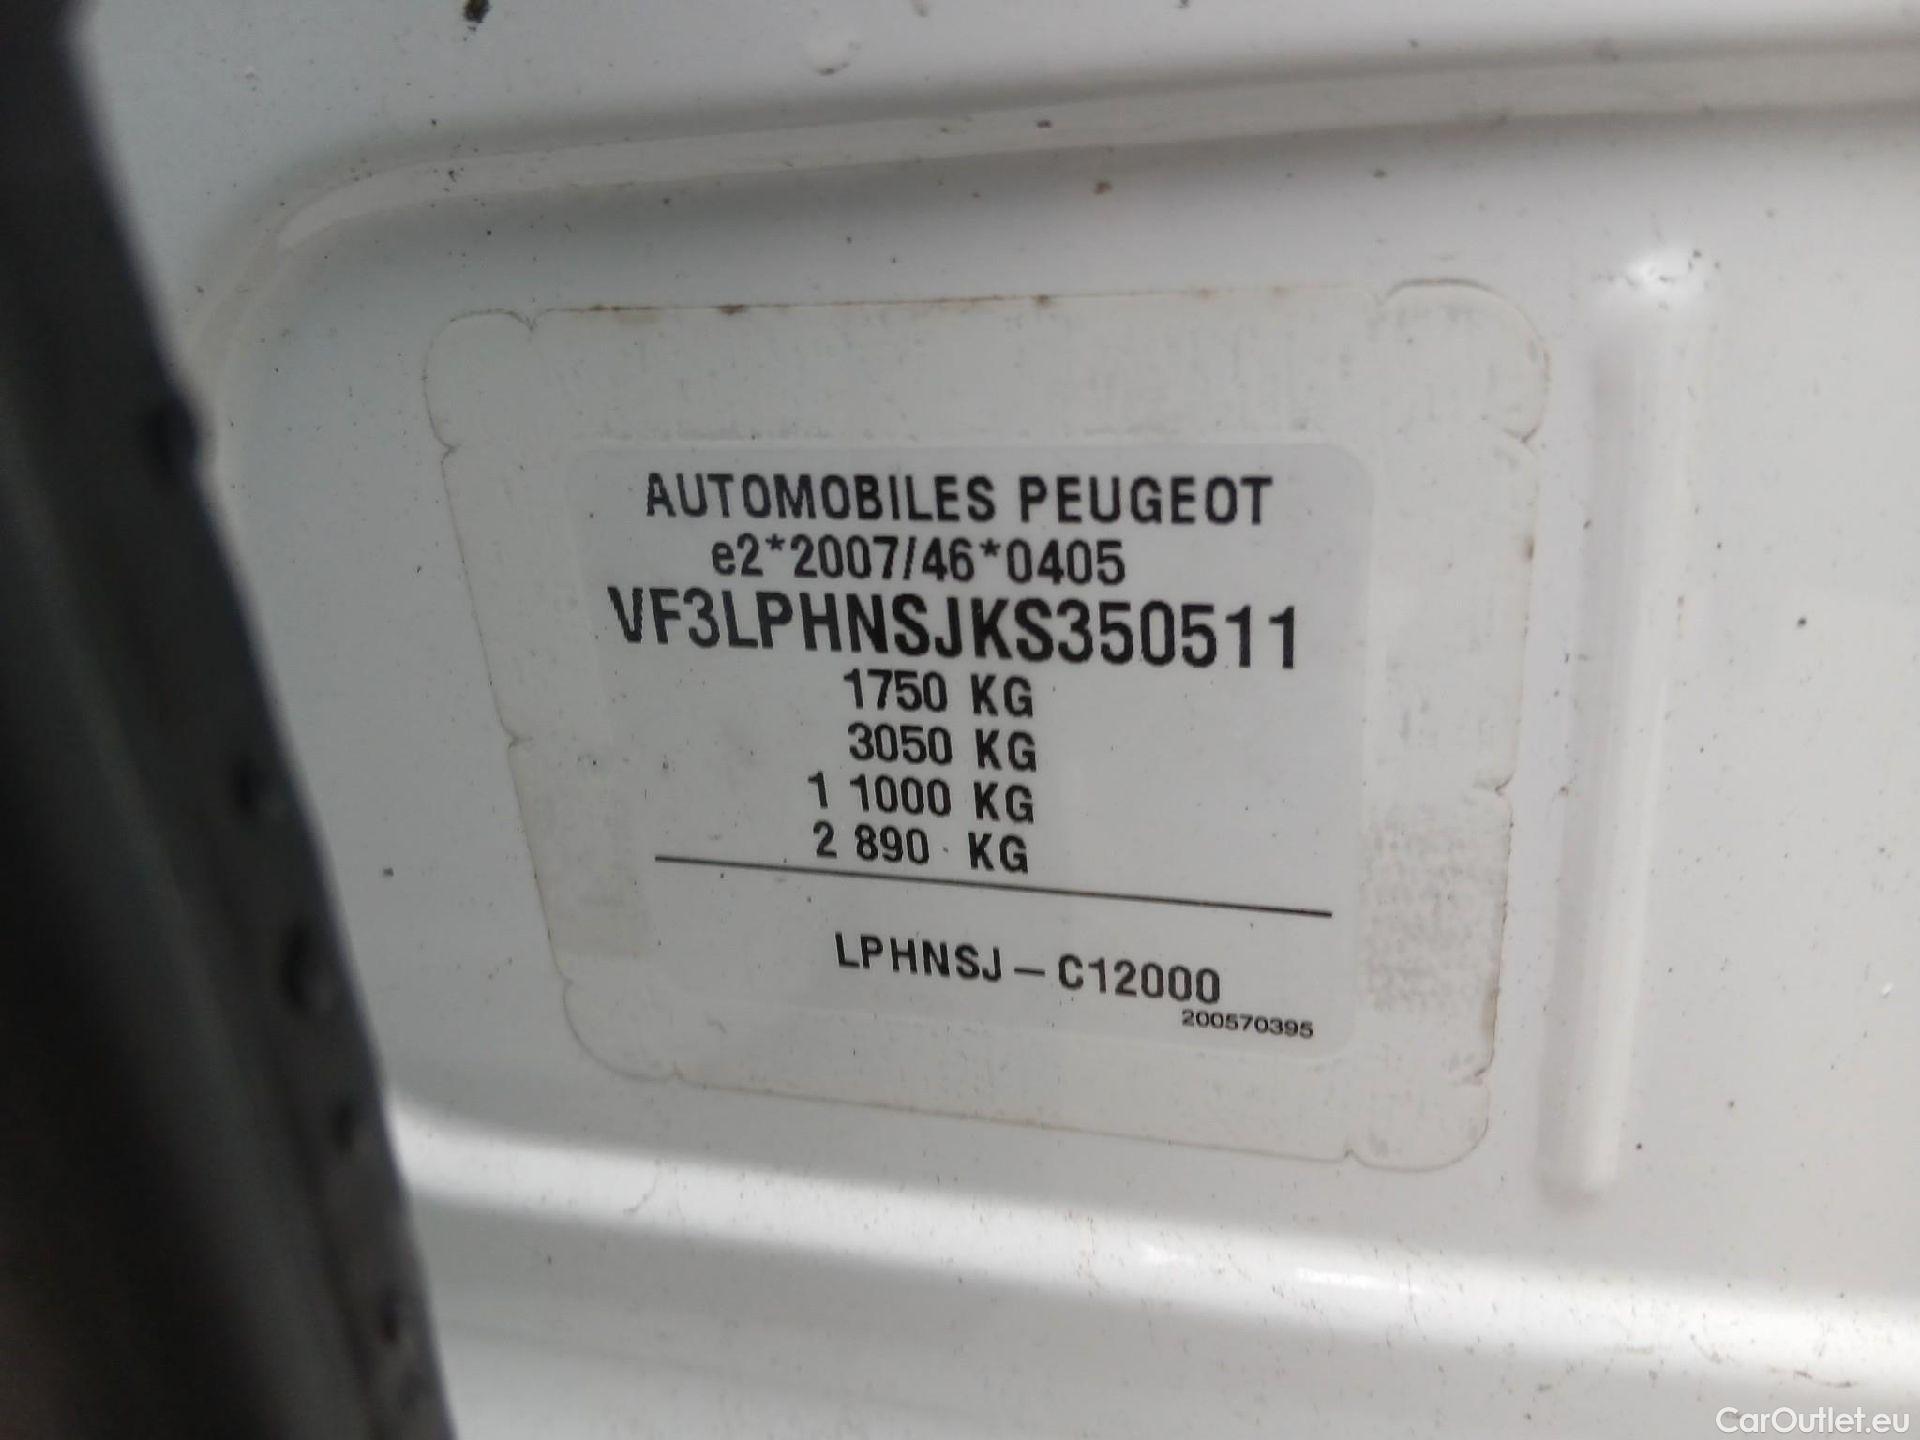 AUTOMOBILES PEUGEOT
e2*2007/46*0405
VF3LPHNSJKS350511
1750 KG
3050 KG
1 1000 KG
2 890 KG
LPHNSJ – C12000
200570395
CarOutlet.eu